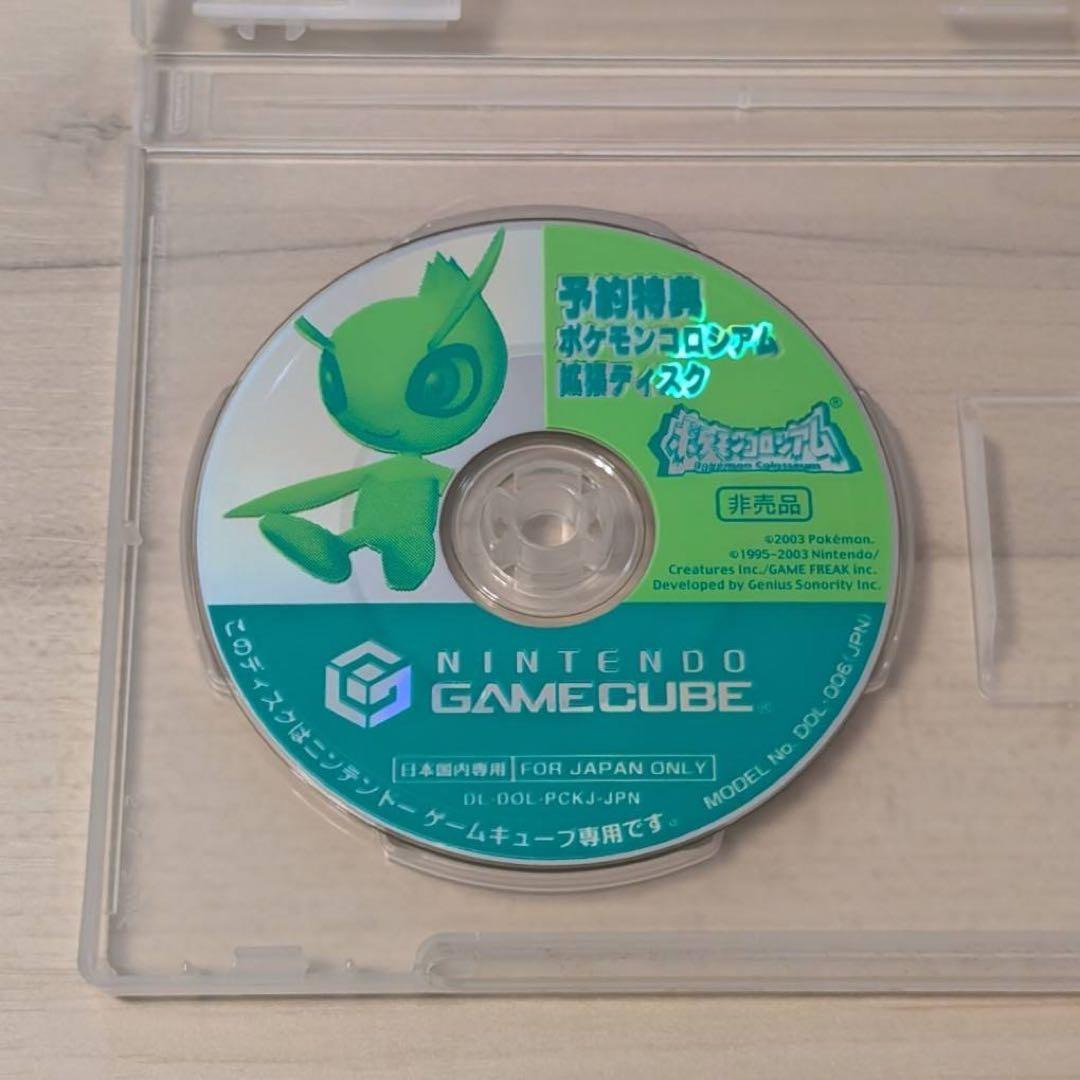 予約特典
ポケモンコロシアム
拡張ディスク
ポケモンコロシアム®
Pokémon Colosseum
非売品
©2003 Pokémon.
©1995-2003 Nintendo/
Creatures inc./GAME FREAK inc.
Developed by Genius Sonority Inc.
NINTENDO
GAMECUBE®
日本国内専用 FOR JAPAN ONLY
DL-DOL-PCKJ-JPN
このディスクはニンテンドーゲームキューブ専用です。
MODEL No. DOL-006 (JPN)